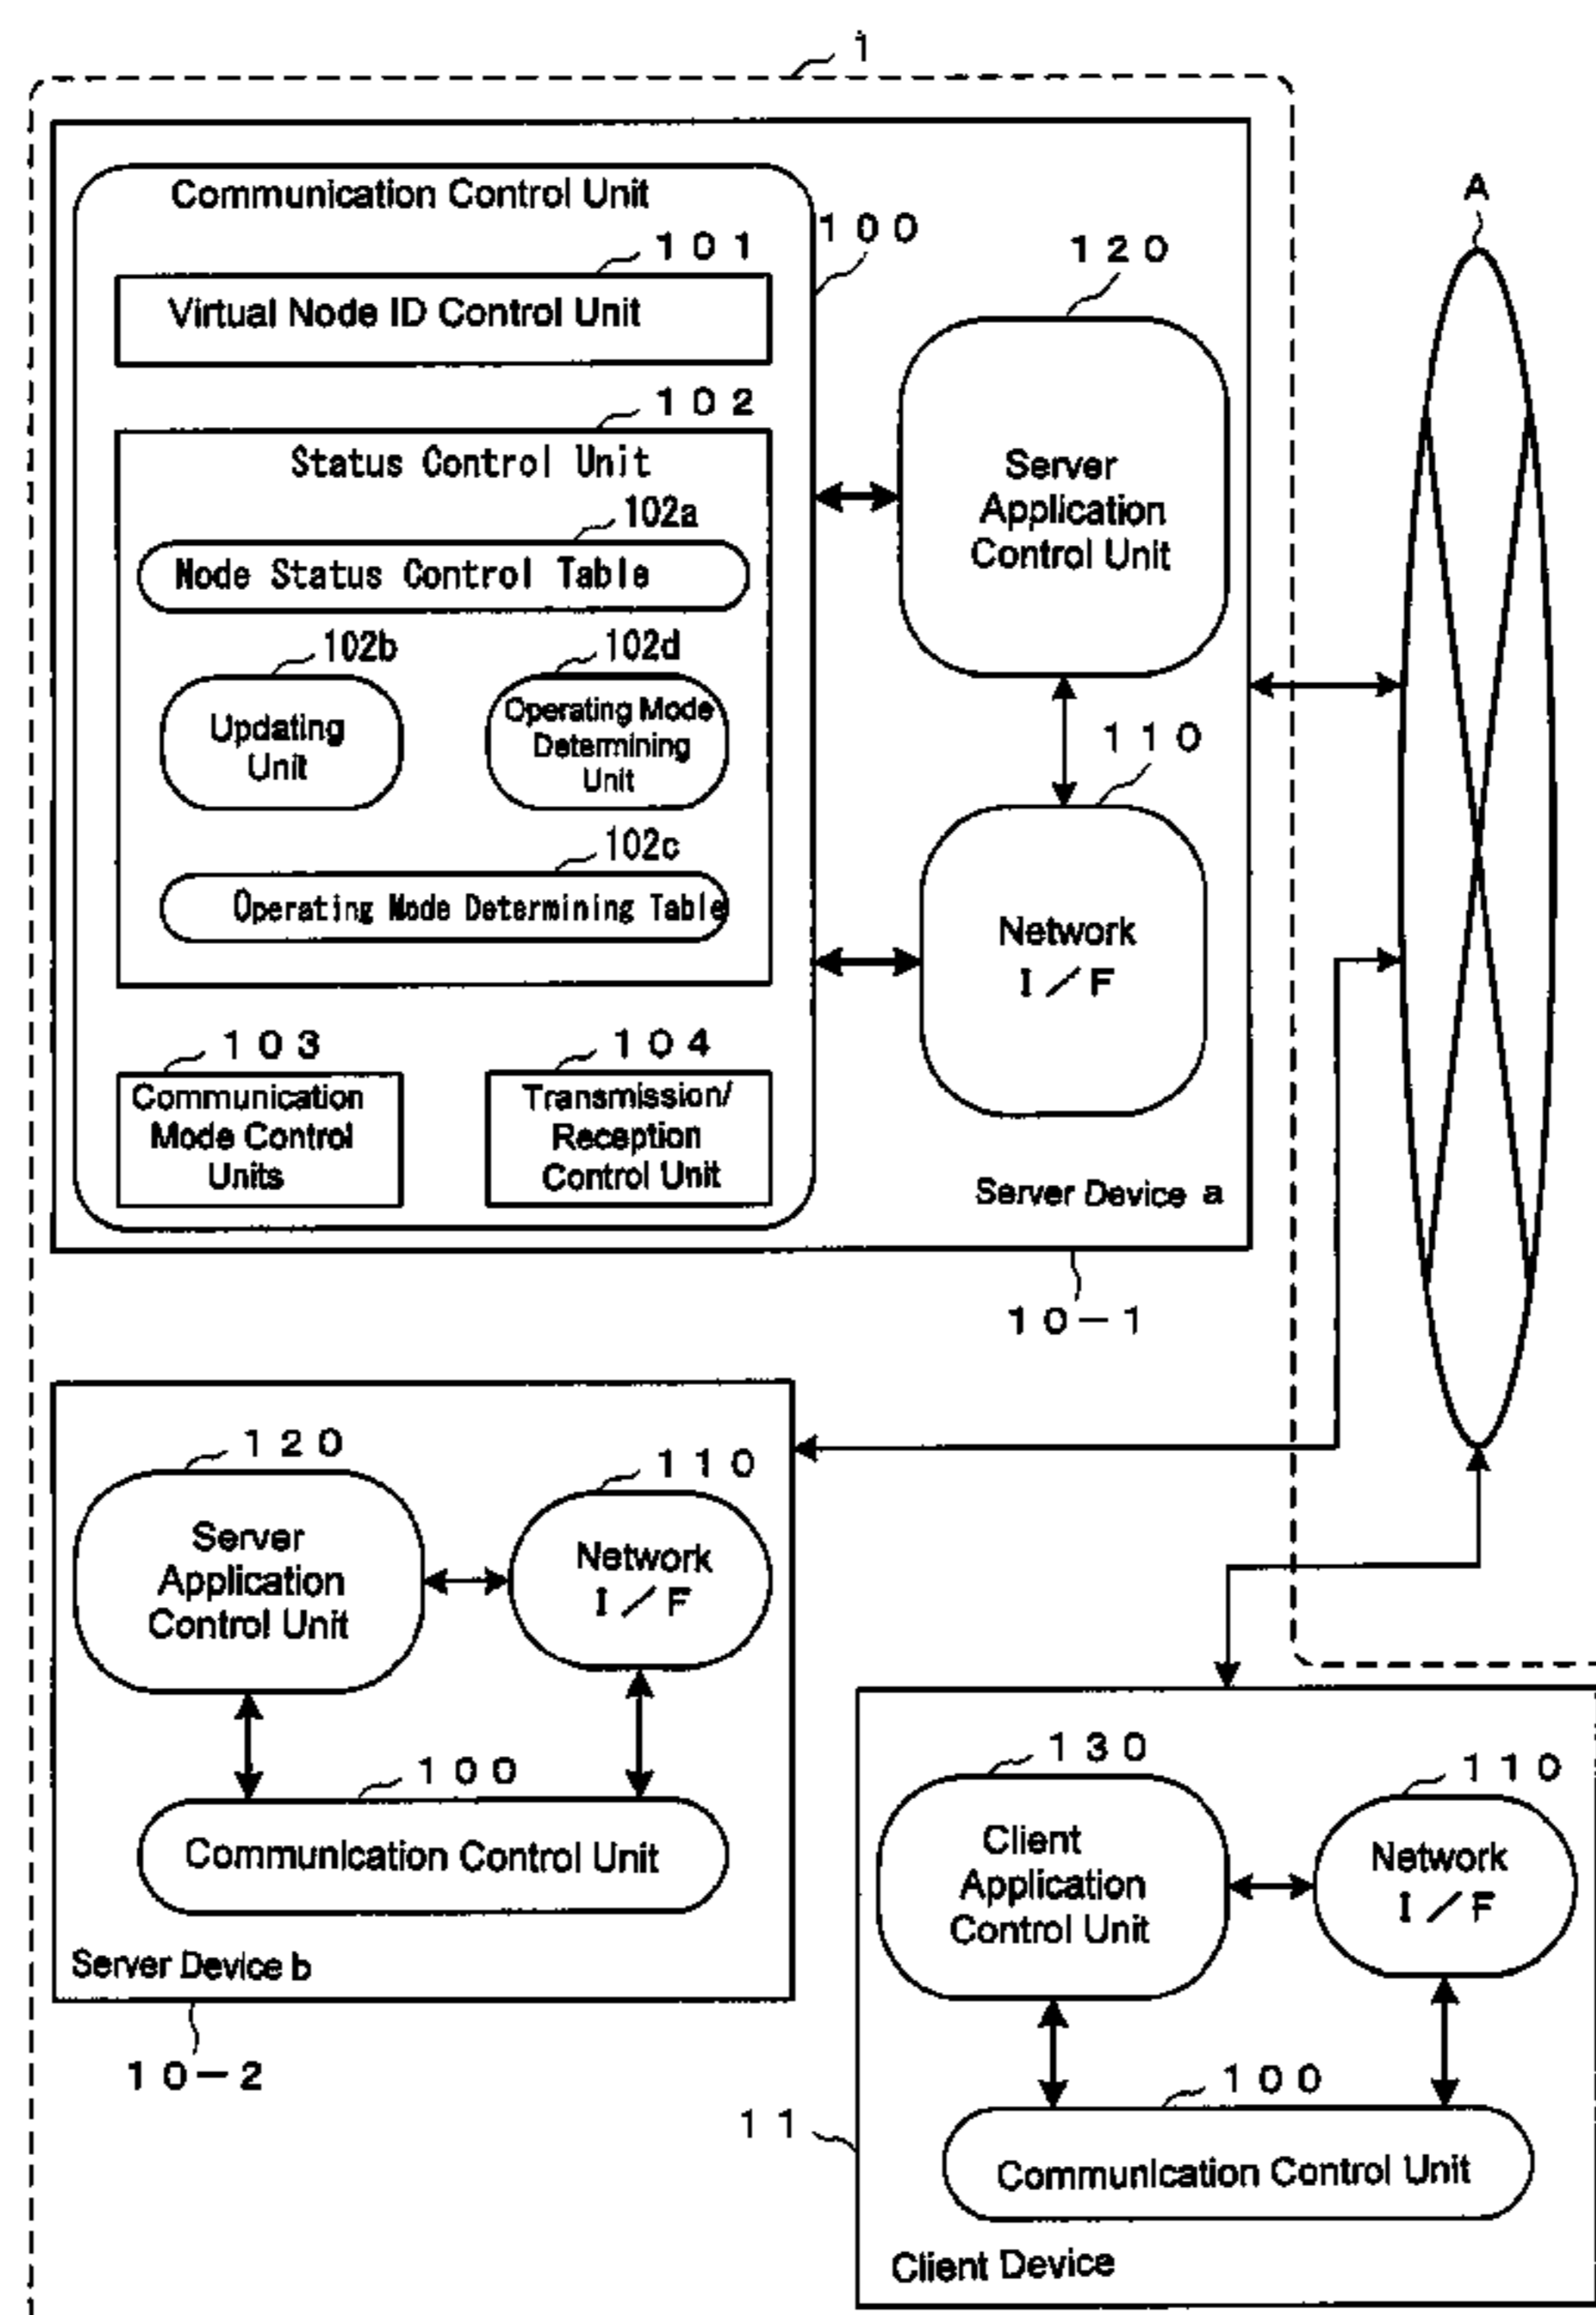 1
Communication Control Unit
100
101
Virtual Node ID Control Unit
102
Status Control Unit
102a
Node Status Control Table
102b
Updating
Unit
102d
Operating Mode
Determining
Unit
102c
Operating Mode Determining Table
103
Communication
Mode Control
Units
104
Transmission/
Reception
Control Unit
120
Server
Application
Control Unit
110
Network
I/F
Server Device a
10-1
A
120
Server
Application
Control Unit
110
Network
I/F
100
Communication Control Unit
Server Device b
10-2
130
Client
Application
Control Unit
110
Network
I/F
100
Communication Control Unit
11
Client Device